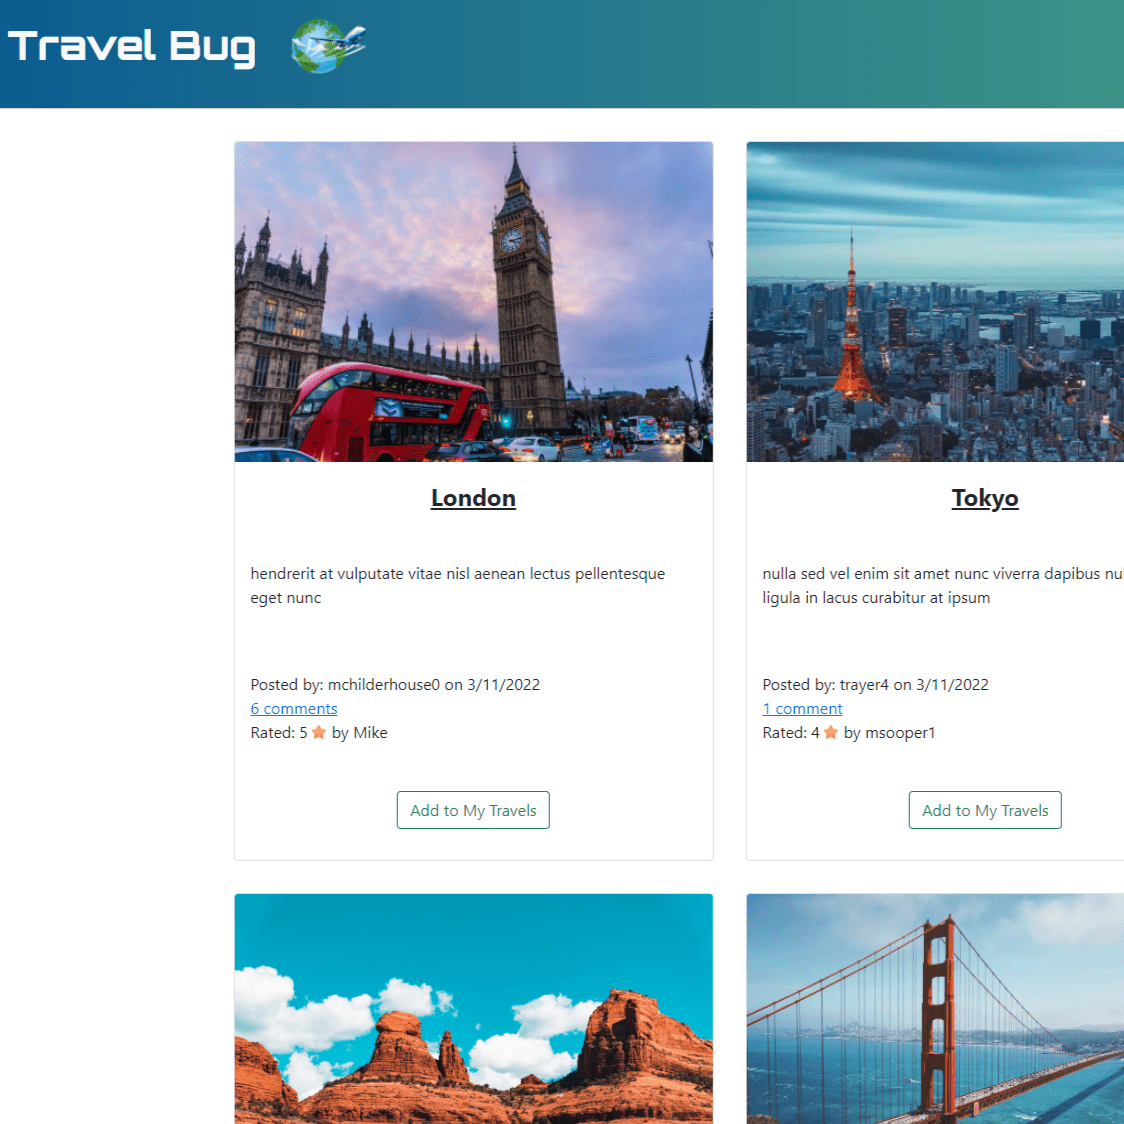 Travel Bug
London
hendrerit at vulputate vitae nisl aenean lectus pellentesque
eget nunc
Posted by: mchilderhouse0 on 3/11/2022
6 comments
Rated: 5 by Mike
Add to My Travels
Tokyo
nulla sed vel enim sit amet nunc viverra dapibus
ligula in lacus curabitur at ipsum
Posted by: trayer4 on 3/11/2022
1 comment
Rated: 4 by msooper1
Add to My Travels